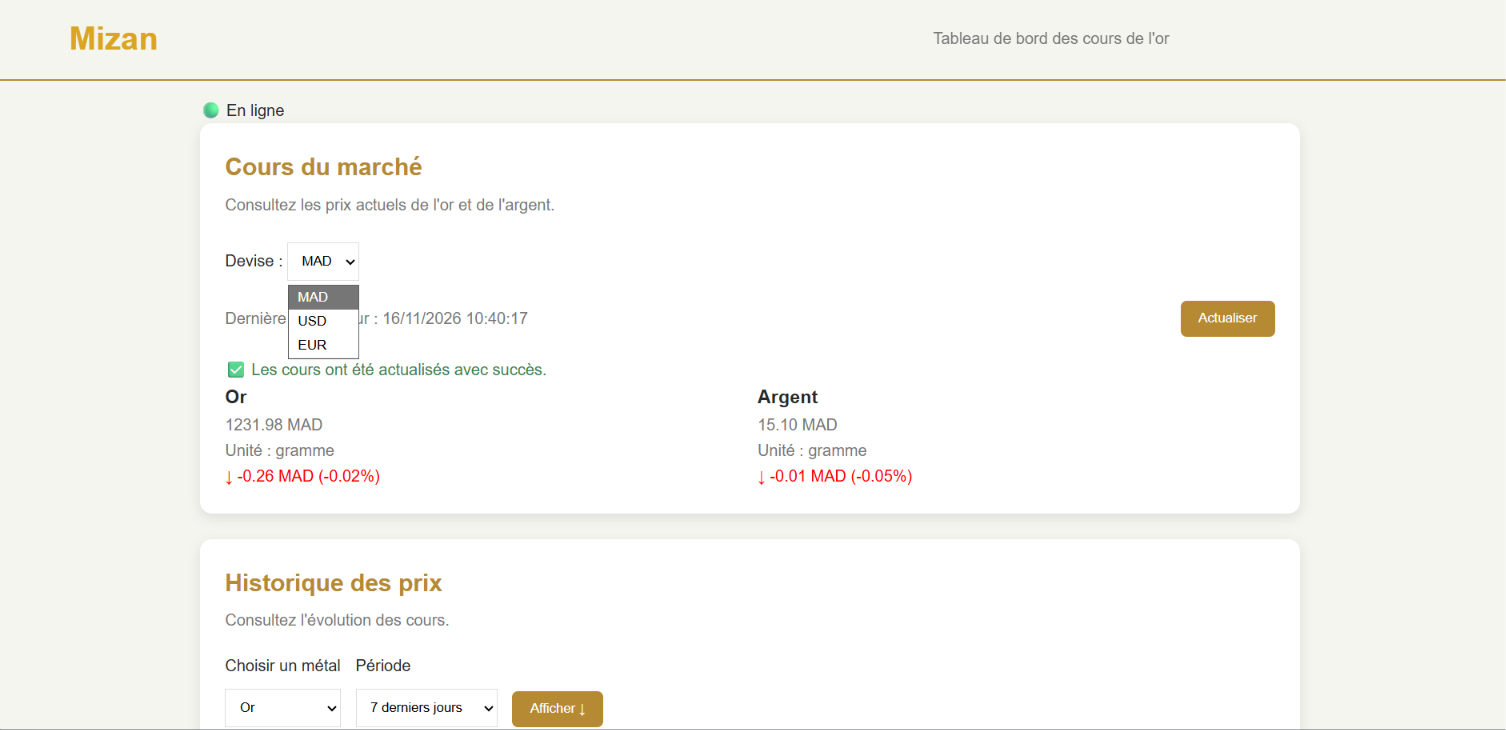 Mizan
Tableau de bord des cours de l'or
En ligne
Cours du marché
Consultez les prix actuels de l'or et de l'argent.
Devise : MAD
MAD
USD
EUR
Dernière ur : 16/11/2026 10:40:17
Actualiser
✅ Les cours ont été actualisés avec succès.
Or
1231.98 MAD
Unité : gramme
↓ -0.26 MAD (-0.02%)
Argent
15.10 MAD
Unité : gramme
↓ -0.01 MAD (-0.05%)
Historique des prix
Consultez l'évolution des cours.
Choisir un métal Période
Or 7 derniers jours Afficher ↓